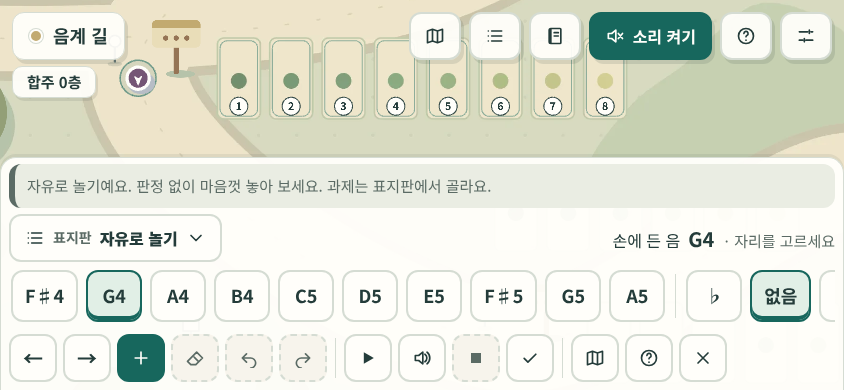 음계 길
소리 켜기
합주 0층
1 2 3 4 5 6 7 8
자유로 놀기예요. 판정 없이 마음껏 놓아 보세요. 과제는 표지판에서 골라요.
표지판 자유로 놀기
손에 든 음 G4 · 자리를 고르세요
F♯4 G4 A4 B4 C5 D5 E5 F♯5 G5 A5 ♭ 없음